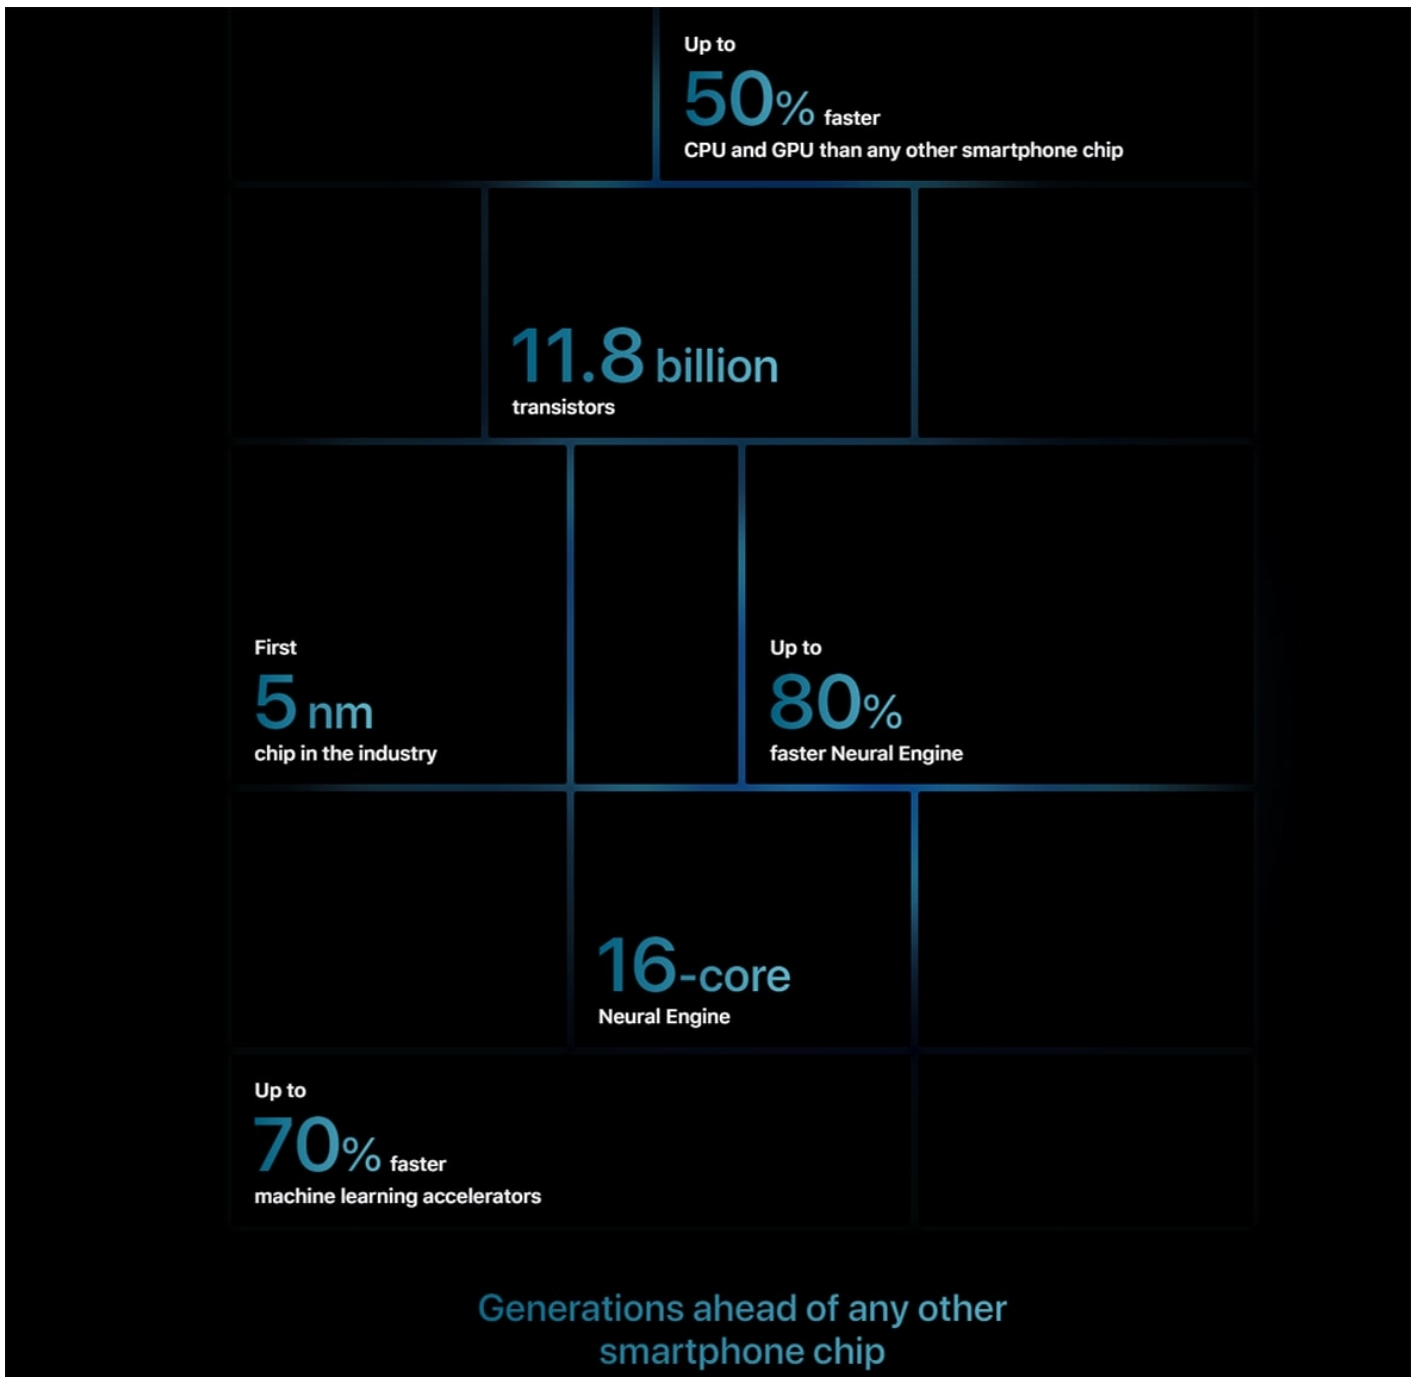 Up to
50% faster
CPU and GPU than any other smartphone chip
11.8 billion
transistors
First
5 nm
chip in the industry
Up to
80%
faster Neural Engine
16-core
Neural Engine
Up to
70% faster
machine learning accelerators
Generations ahead of any other
smartphone chip